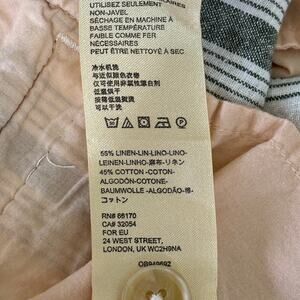 UTILISEZ SEULEMENT
NON-JAVEL
SÉCHAGE EN MACHINE À
BASSE TEMPÉRATURE
FAIBLE COMME FER
NÉCESSAIRES
PEUT ÊTRE NETTOYÉ À SEC
冷水机洗
与近似颜色衣物
仅可使用非氯性漂白剂
低温烘干
按需低温熨烫
可以干洗
55% LINEN-LIN-LINO-LINO-
LEINEN-LINHO-麻布-リネン
45% COTTON -COTON-
ALGODÓN-COTONE-
BAUMWOLLE -ALGODÃO-棉-
コットン
RN# 66170
CA# 32054
FOR EU
24 WEST STREET,
LONDON, UK WC2H9NA